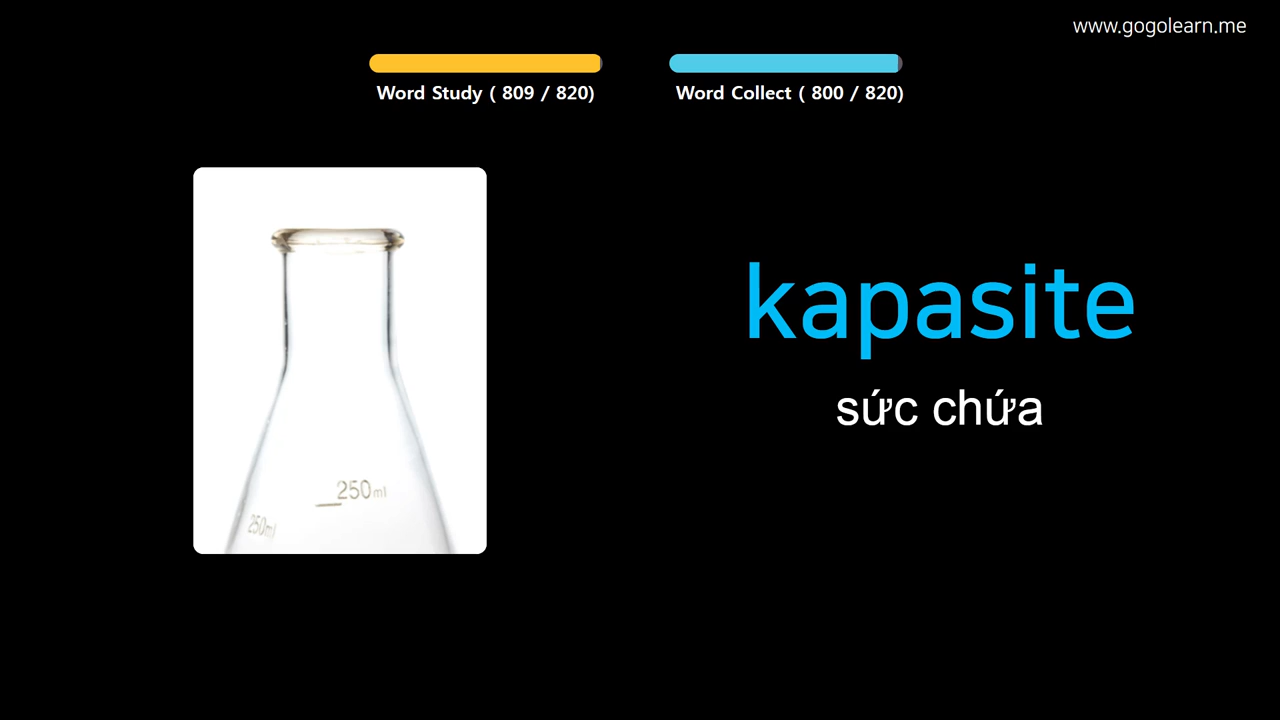 www.gogolearn.me
Word Study ( 809 / 820)
Word Collect ( 800 / 820)
kapasite
sức chứa
250ml
250ml